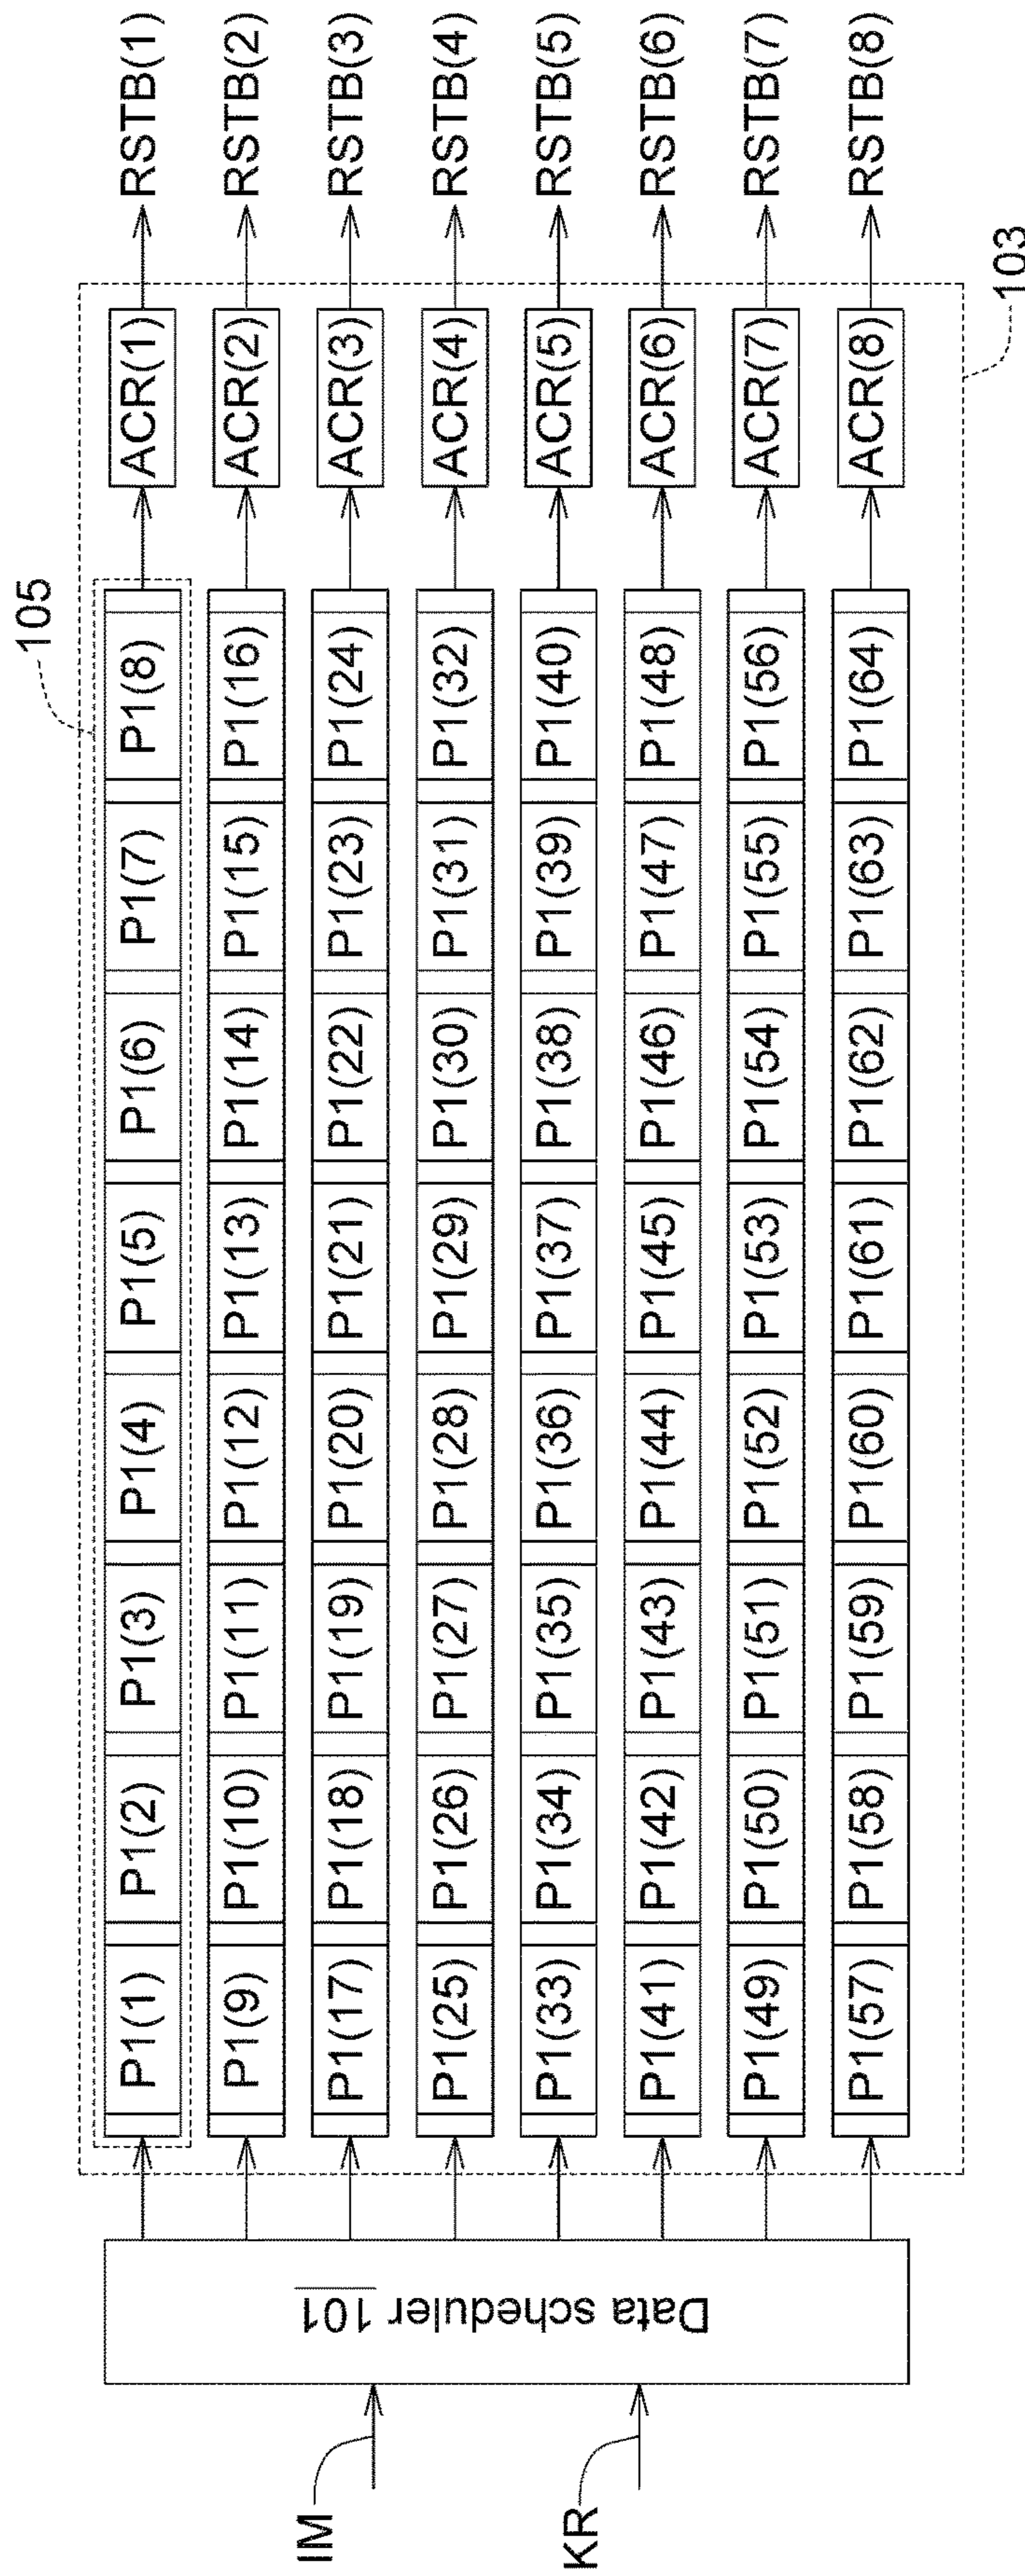 105
P1(1) P1(2) P1(3) P1(4) P1(5) P1(6) P1(7) P1(8) ACR(1) RSTB(1)
P1(9) P1(10) P1(11) P1(12) P1(13) P1(14) P1(15) P1(16) ACR(2) RSTB(2)
P1(17) P1(18) P1(19) P1(20) P1(21) P1(22) P1(23) P1(24) ACR(3) RSTB(3)
P1(25) P1(26) P1(27) P1(28) P1(29) P1(30) P1(31) P1(32) ACR(4) RSTB(4)
P1(33) P1(34) P1(35) P1(36) P1(37) P1(38) P1(39) P1(40) ACR(5) RSTB(5)
P1(41) P1(42) P1(43) P1(44) P1(45) P1(46) P1(47) P1(48) ACR(6) RSTB(6)
P1(49) P1(50) P1(51) P1(52) P1(53) P1(54) P1(55) P1(56) ACR(7) RSTB(7)
P1(57) P1(58) P1(59) P1(60) P1(61) P1(62) P1(63) P1(64) ACR(8) RSTB(8)
103
Data scheduler 101
IM
KR